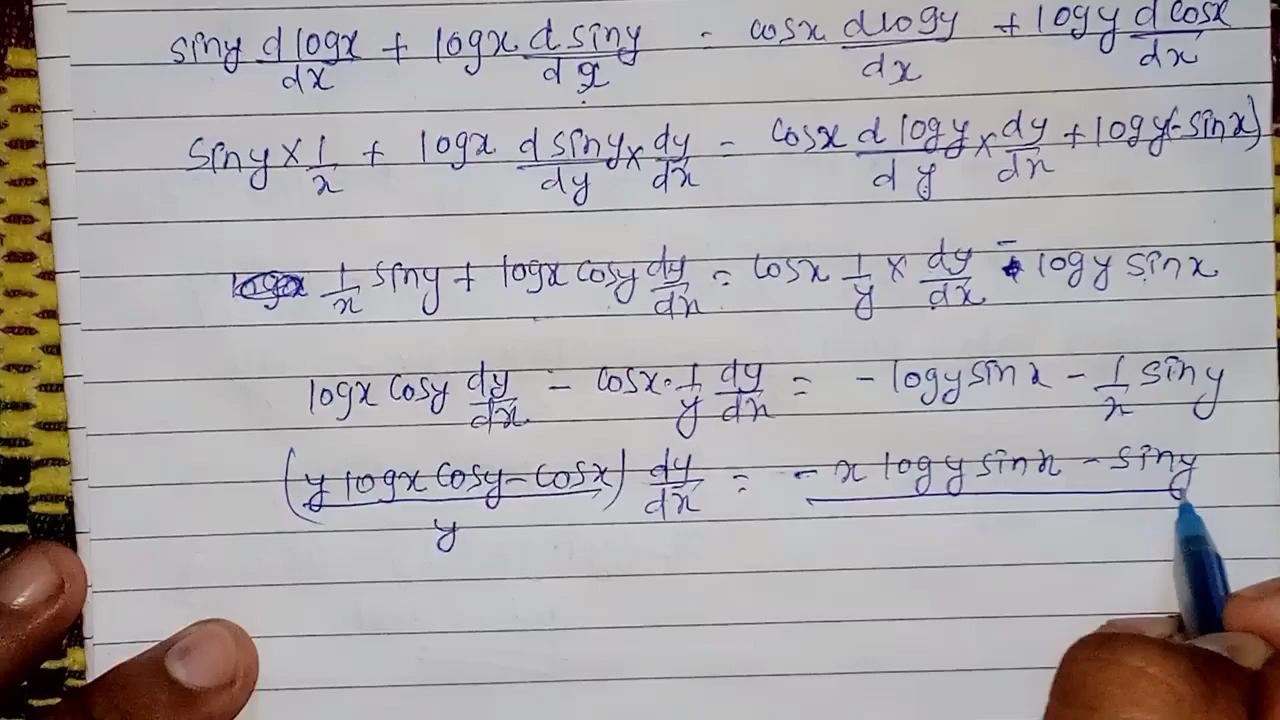 siny d logx/dx + logx d siny/dx = cosx dlogy/dx + logy d cosx/dx
siny × 1/x + logx d siny/dy × dy/dx = cosx d logy/dy × dy/dx + logy(-sinx)
1/x siny + logx cosy dy/dx = cosx 1/y × dy/dx - logy sinx
logx cosy dy/dx - cosx · 1/y dy/dx = - logy sinx - 1/x siny
(y logx cosy - cosx)/y dy/dx = - x logy sinx - siny